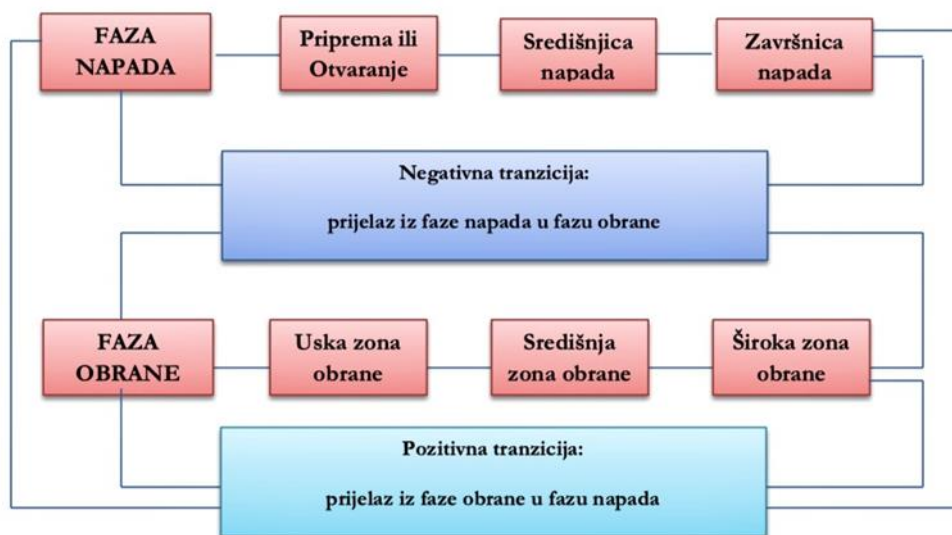 FAZA
NAPADA
Priprema ili
Otvaranje
Središnjica
napada
Završnica
napada
Negativna tranzicija:
prijelaz iz faze napada u fazu obrane
FAZA
OBRANE
Uska zona
obrane
Središnja
zona obrane
Široka zona
obrane
Pozitivna tranzicija:
prijelaz iz faze obrane u fazu napada